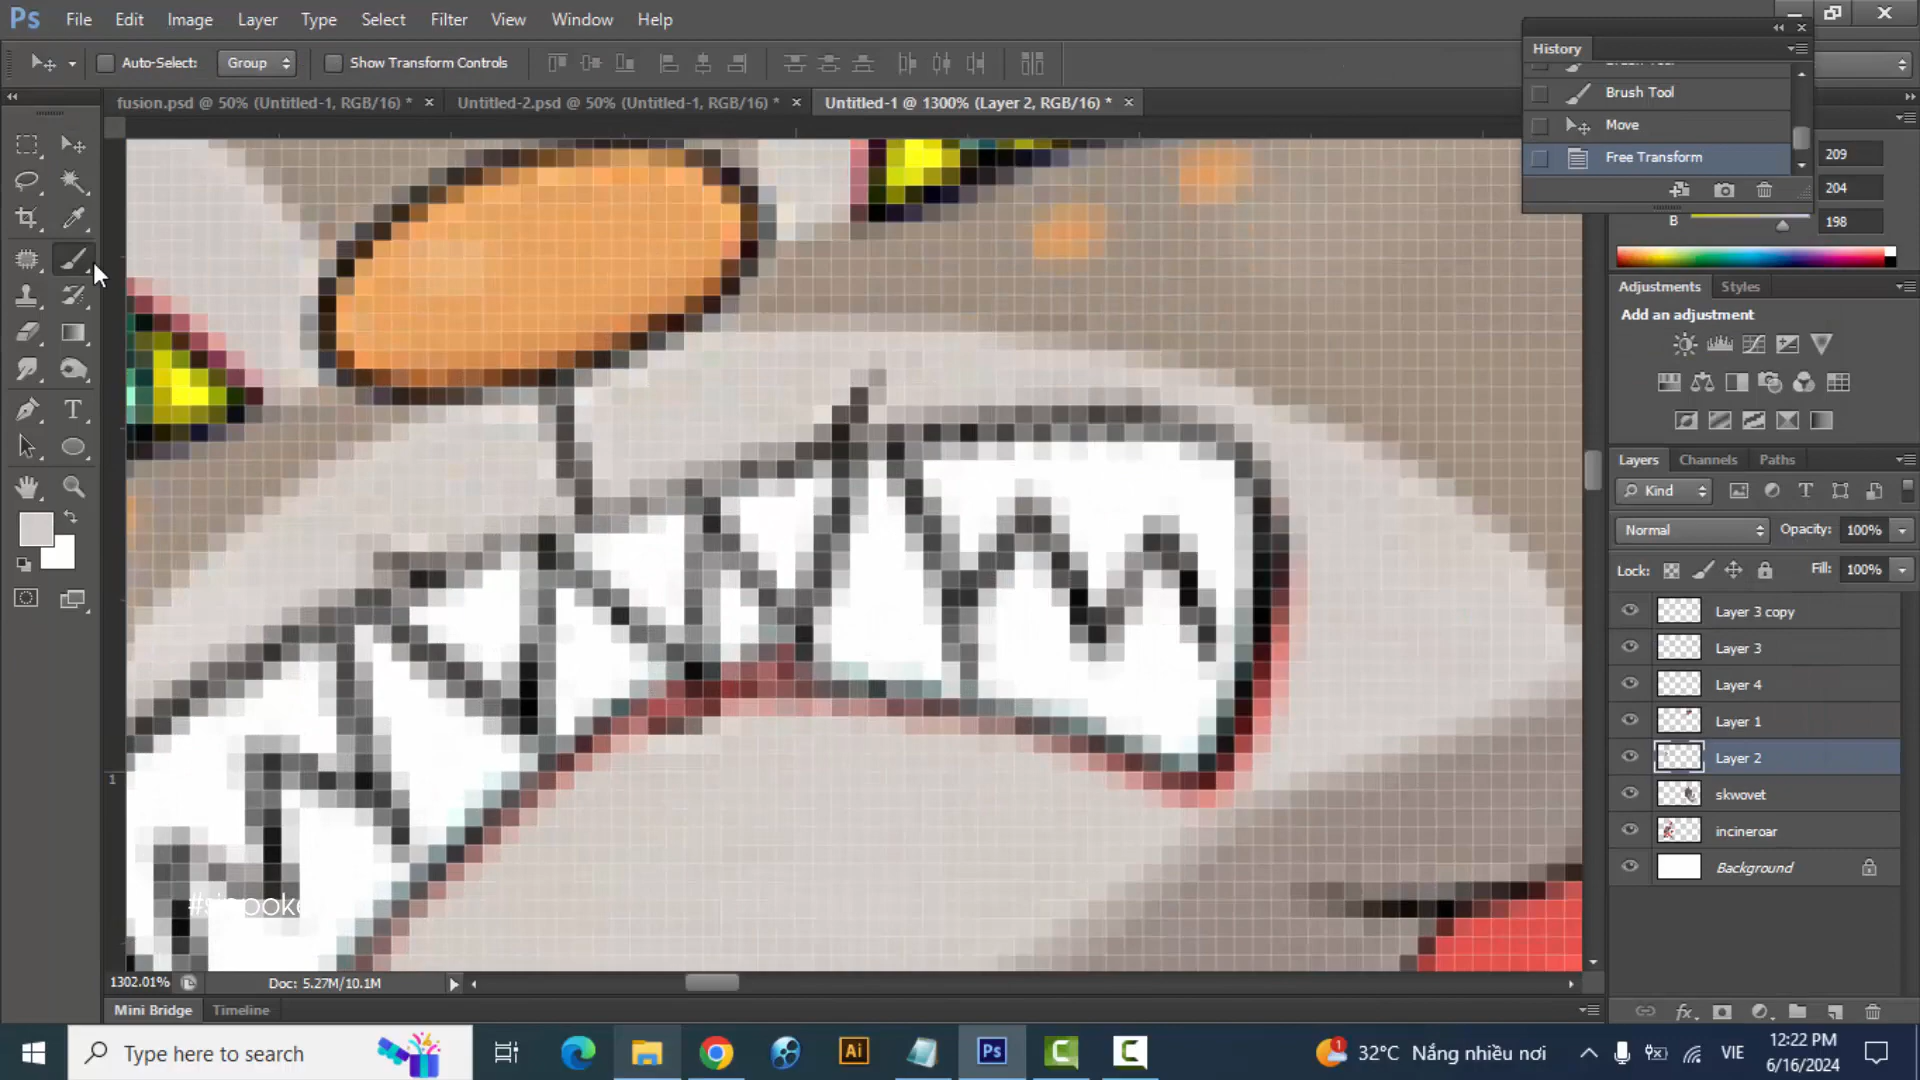 Ps File Edit Image Layer Type Select Filter View Window Help
Auto-Select: Group Show Transform Controls
History
Brush Tool
Move
Free Transform
fusion.psd @ 50% (Untitled-1, RGB/16) *
Untitled-2.psd @ 50% (Untitled-1, RGB/16) *
Untitled-1 @ 1300% (Layer 2, RGB/16) *
209
204
B 198
Adjustments Styles
Add an adjustment
Layers Channels Paths
Kind
Normal Opacity: 100%
Lock: Fill: 100%
Layer 3 copy
Layer 3
Layer 4
Layer 1
Layer 2
skwovet
incineroar
Background
T
1
1302.01% Doc: 5.27M/10.1M
Mini Bridge Timeline
Type here to search
Ai
Ps
1
32°C Nắng nhiều nơi
VIE
12:22 PM
6/16/2024